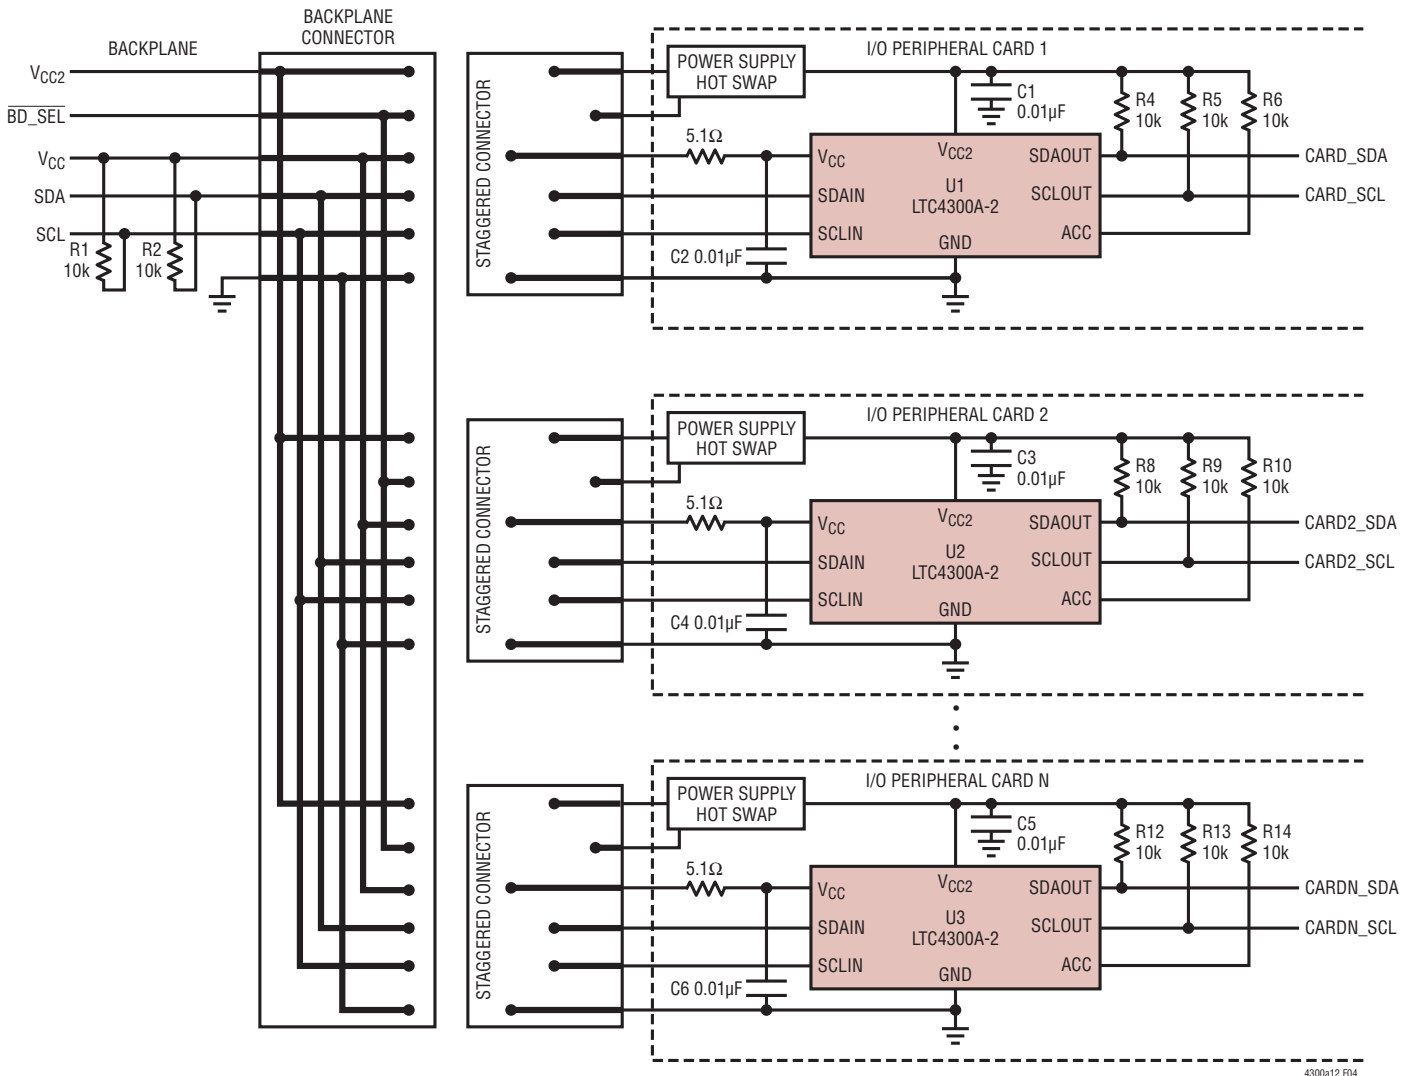 BACKPLANE
BACKPLANE
CONNECTOR
VCC2
BD_SEL
VCC
SDA
SCL
R1
10k
R2
10k
STAGGERED CONNECTOR
I/O PERIPHERAL CARD 1
POWER SUPPLY
HOT SWAP
C1
0.01µF
R4
10k
R5
10k
R6
10k
5.1Ω
C2 0.01µF
VCC
VCC2
SDAOUT
SDAIN
U1
LTC4300A-2
SCLOUT
SCLIN
GND
ACC
CARD_SDA
CARD_SCL
STAGGERED CONNECTOR
I/O PERIPHERAL CARD 2
POWER SUPPLY
HOT SWAP
C3
0.01µF
R8
10k
R9
10k
R10
10k
5.1Ω
C4 0.01µF
VCC
VCC2
SDAOUT
SDAIN
U2
LTC4300A-2
SCLOUT
SCLIN
GND
ACC
CARD2_SDA
CARD2_SCL
STAGGERED CONNECTOR
I/O PERIPHERAL CARD N
POWER SUPPLY
HOT SWAP
C5
0.01µF
R12
10k
R13
10k
R14
10k
5.1Ω
C6 0.01µF
VCC
VCC2
SDAOUT
SDAIN
U3
LTC4300A-2
SCLOUT
SCLIN
GND
ACC
CARDN_SDA
CARDN_SCL
4300a12 F04